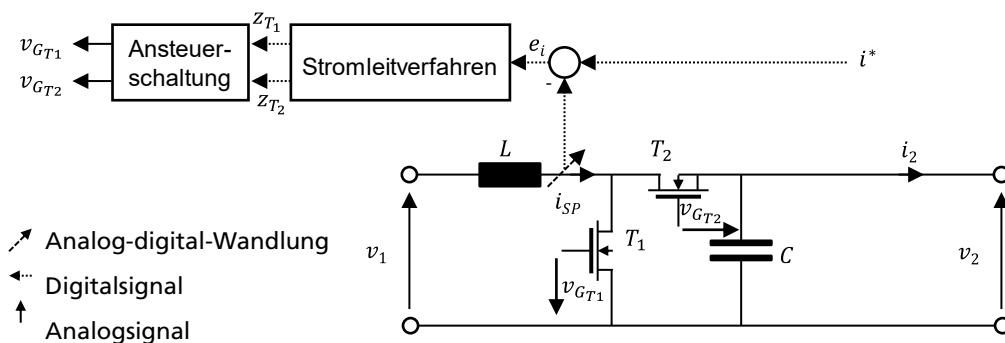 z_{T_1}
v_{G_{T1}}
v_{G_{T2}}
Ansteuer-
schaltung
z_{T_2}
Stromleitverfahren
e_i
-
i*
L
i_{SP}
T_2
v_{G_{T2}}
i_2
T_1
v_{G_{T1}}
C
v_1
v_2
Analog-digital-Wandlung
Digitalsignal
Analogsignal